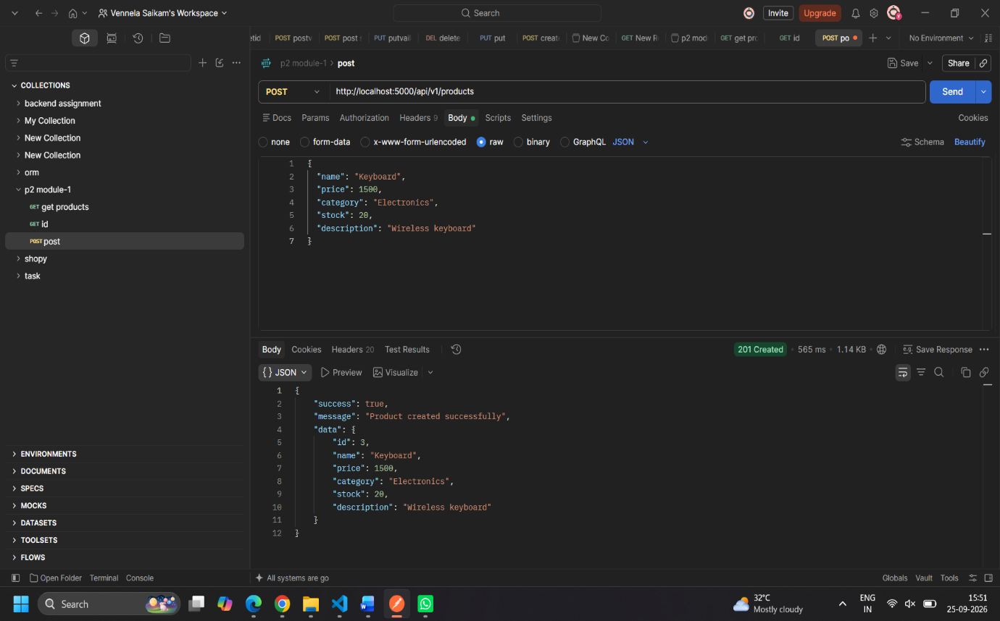 Vennela Saikam's Workspace
Search
Invite
Upgrade
etid
POST postv
POST post
PUT putvai
DEL delete
PUT put
POST creat
New Co
GET New R
p2 mod
GET get pr
GET id
POST po
No Environment
p2 module-1 > post
Save
Share
COLLECTIONS
backend assignment
My Collection
New Collection
New Collection
orm
p2 module-1
GET get products
GET id
POST post
shopy
task
ENVIRONMENTS
DOCUMENTS
SPECS
MOCKS
DATASETS
TOOLSETS
FLOWS
HTTP
POST
http://localhost:5000/api/v1/products
Send
Docs Params Authorization Headers 9 Body Scripts Settings
Cookies
none form-data x-www-form-urlencoded raw binary GraphQL JSON
Schema Beautify
1 {
2 "name": "Keyboard",
3 "price": 1500,
4 "category": "Electronics",
5 "stock": 20,
6 "description": "Wireless keyboard"
7 }
Body Cookies Headers 20 Test Results
201 Created • 565 ms • 1.14 KB
e.g. Save Response
{} JSON Preview Visualize
1 {
2 "success": true,
3 "message": "Product created successfully",
4 "data": {
5 "id": 3,
6 "name": "Keyboard",
7 "price": 1500,
8 "category": "Electronics",
9 "stock": 20,
10 "description": "Wireless keyboard"
11 }
12 }
Open Folder Terminal Console
All systems are go
Globals Vault Tools
Search
32°C
Mostly cloudy
ENG
IN
15:51
25-09-2026